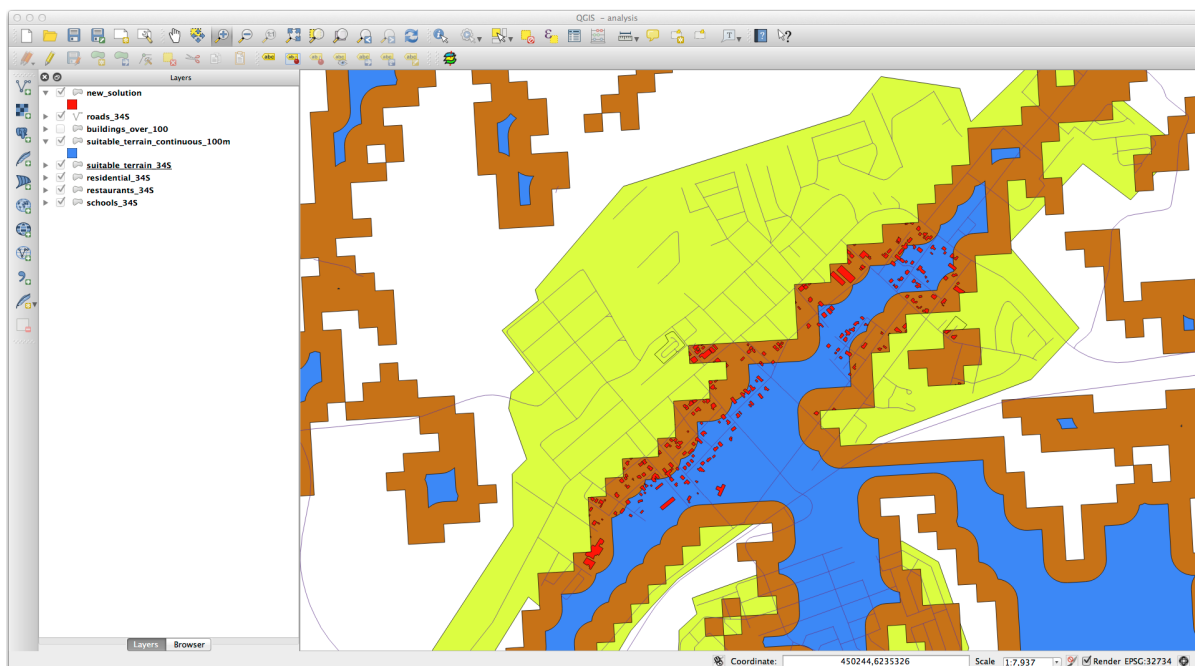 QGIS - analysis
Layers
new_solution
roads_34S
buildings_over_100
suitable_terrain_continuous_100m
suitable_terrain_34S
residential_34S
restaurants_34S
schools_34S
Layers Browser
Coordinate: 450244,6235326 Scale 1:7,937 Render EPSG:32734